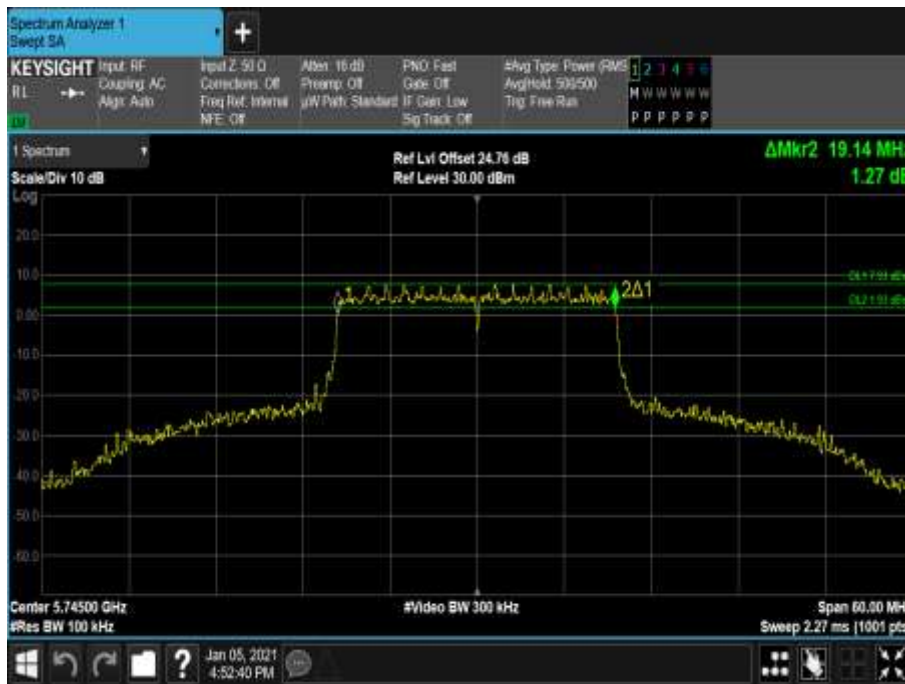 Spectrum Analyzer 1
Swept SA
+
KEYSIGHT
RL
Input: RF
Coupling: AC
Align: Auto
Input Z: 50 Ω
Corrections: Off
Freq Ref: Internal
NFE: Off
Atten: 16 dB
Preamp: Off
µW Path: Standard
PNO: Fast
Gate: Off
IF Gain: Low
Sig Track: Off
#Avg Type: Power (RMS
Avg|Hold: 500/500
Trig: Free Run
1 2 3 4 5 6
M W W W W W
P P P P P P
1 Spectrum
Scale/Div 10 dB
Log
Ref Lvl Offset 24.76 dB
Ref Level 30.00 dBm
ΔMkr2 19.14 MH
1.27 dB
20.0
10.0
0.00
-10.0
-20.0
-30.0
-40.0
-50.0
-60.0
2Δ1
Center 5.74500 GHz
#Res BW 100 kHz
#Video BW 300 kHz
Span 60.00 MH
Sweep 2.27 ms (1001 pts
?
Jan 05, 2021
4:52:40 PM